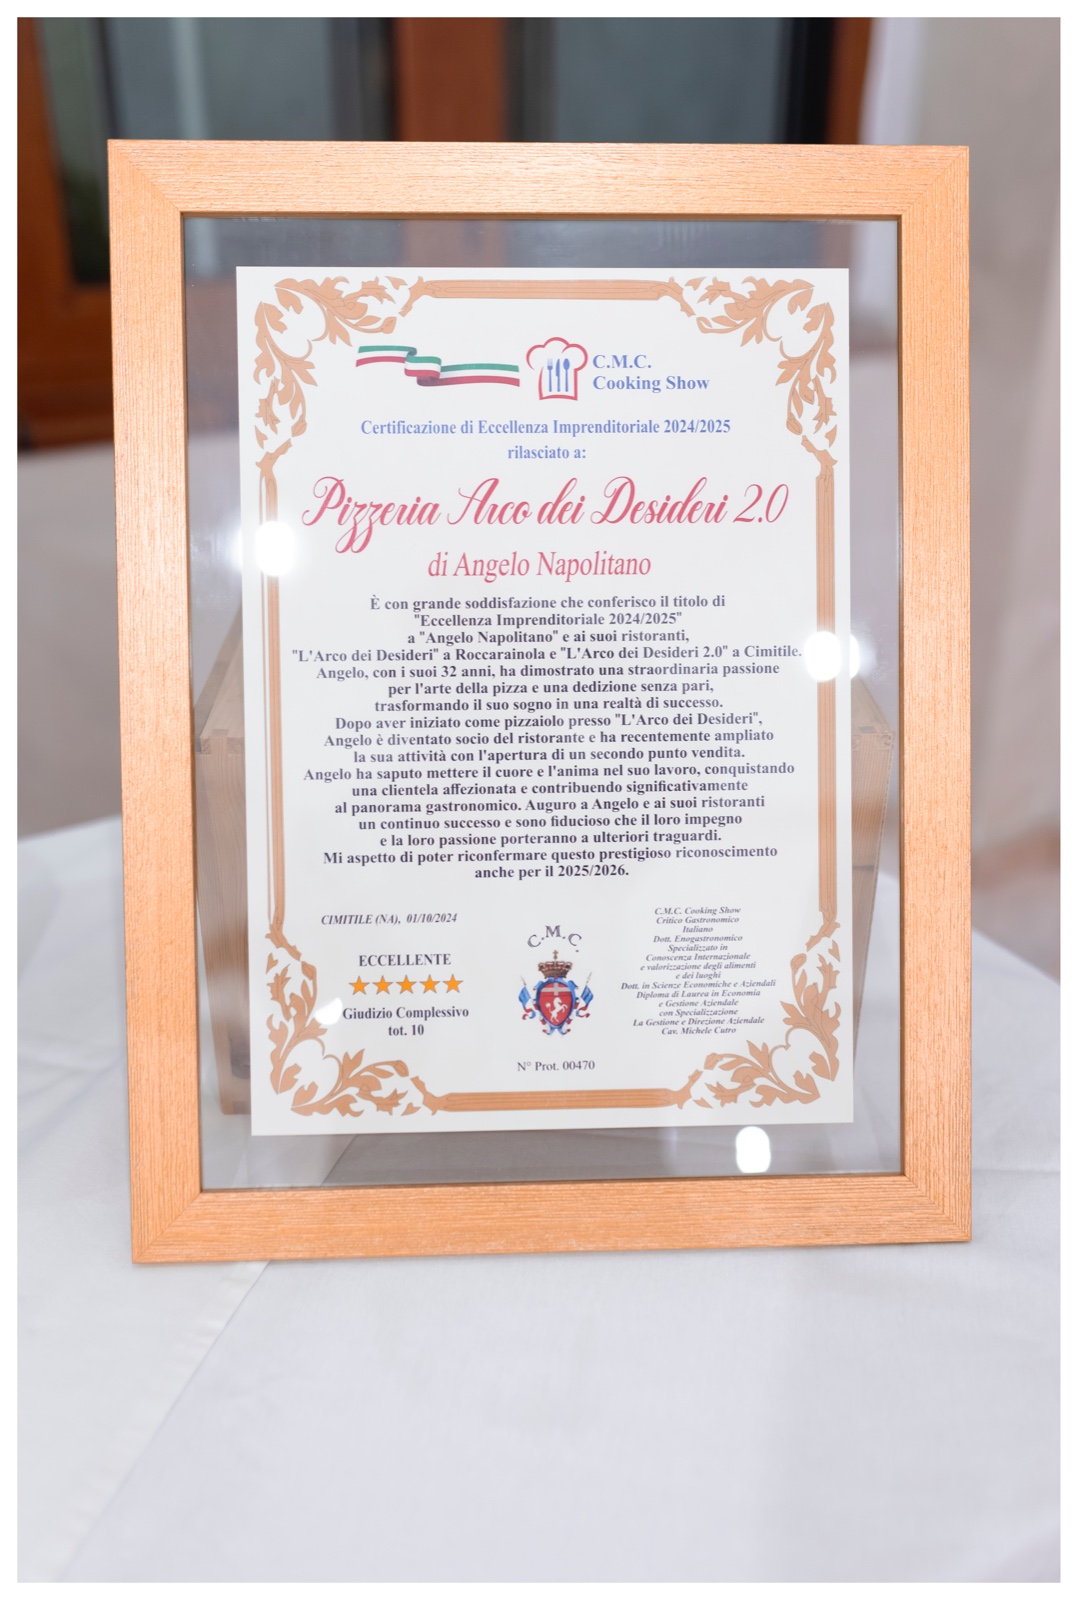 C.M.C.
Cooking Show
Certificazione di Eccellenza Imprenditoriale 2024/2025
rilasciato a:
Pizzeria Arco dei Desideri 2.0
di Angelo Napolitano
È con grande soddisfazione che conferisco il titolo di
"Eccellenza Imprenditoriale 2024/2025"
a "Angelo Napolitano" e ai suoi ristoranti,
"L'Arco dei Desideri" a Roccarainola e "L'Arco dei Desideri 2.0" a Cimitile.
Angelo, con i suoi 32 anni, ha dimostrato una straordinaria passione
per l'arte della pizza e una dedizione senza pari,
trasformando il suo sogno in una realtà di successo.
Dopo aver iniziato come pizzaiolo presso "L'Arco dei Desideri",
Angelo è diventato socio del ristorante e ha recentemente ampliato
la sua attività con l'apertura di un secondo punto vendita.
Angelo ha saputo mettere il cuore e l'anima nel suo lavoro, conquistando
una clientela affezionata e contribuendo significativamente
al panorama gastronomico. Auguro a Angelo e ai suoi ristoranti
un continuo successo e sono fiducioso che il loro impegno
e la loro passione porteranno a ulteriori traguardi.
Mi aspetto di poter riconfermare questo prestigioso riconoscimento
anche per il 2025/2026.
CIMITILE (NA), 01/10/2024
ECCELLENTE
Giudizio Complessivo
tot. 10
C.M.C.
N° Prot. 00470
C.M.C. Cooking Show
Critico Gastronomico
Italiano
Dott. Enogastronomico
Specializzato in
Conoscenza Internazionale
e valorizzazione degli alimenti
e dei luoghi
Dott. in Scienze Economiche e Aziendali
Diploma di Laurea in Economia
e Gestione Aziendale
con Specializzazione
La Gestione e Direzione Aziendale
Cav. Michele Cutro